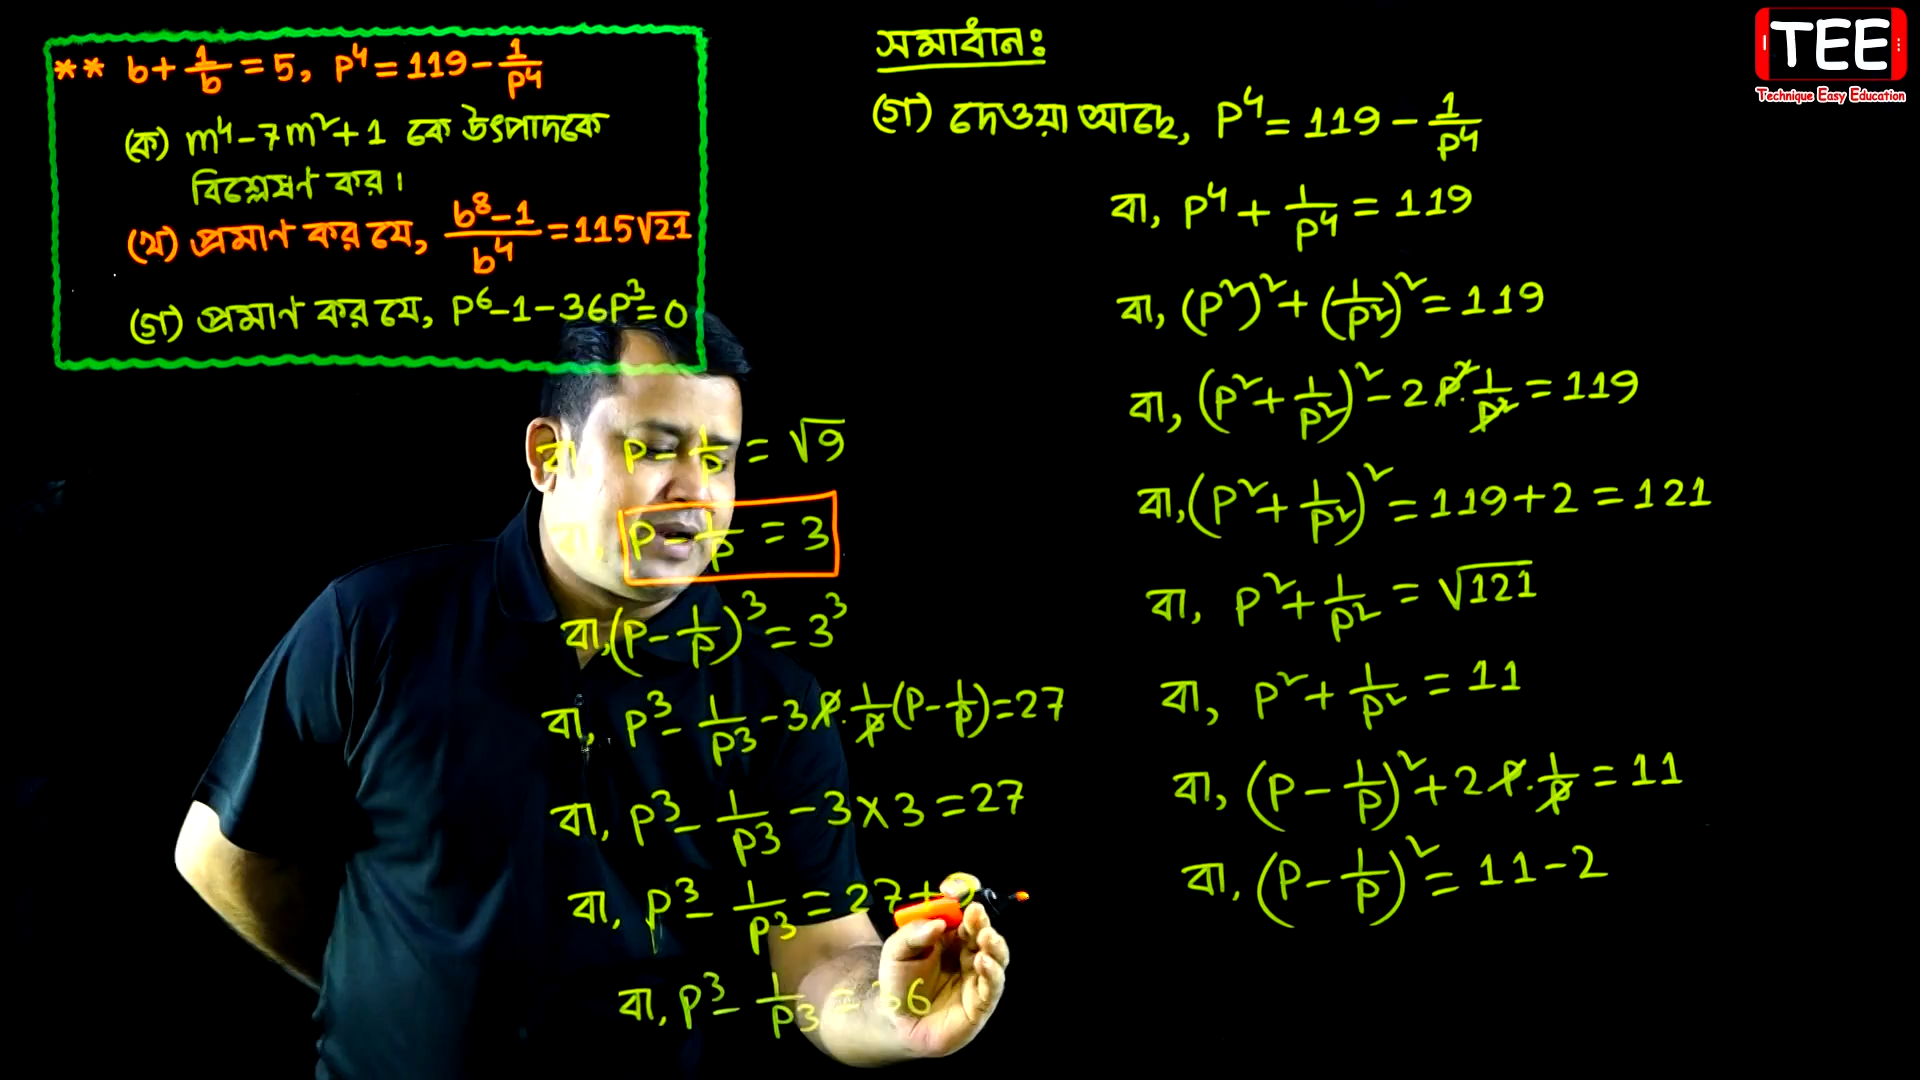 ** b + 1/b = 5, P⁴ = 119 - 1/P⁴
(ক) m⁴ - 7m² + 1 কে উৎপাদকে
বিশ্লেষণ কর।
(খ) প্রমাণ কর যে, (b⁸ - 1)/b⁴ = 115√21
(গ) প্রমাণ কর যে, P⁶ - 1 - 36P³ = 0
সমাধান:
(গ) দেওয়া আছে, P⁴ = 119 - 1/P⁴
বা, P⁴ + 1/P⁴ = 119
বা, (P²)² + (1/P²)² = 119
বা, (P² + 1/P²)² - 2P².1/P² = 119
বা, (P² + 1/P²)² = 119 + 2 = 121
বা, P² + 1/P² = √121
বা, P² + 1/P² = 11
বা, (P - 1/P)² + 2P.1/P = 11
বা, (P - 1/P)² = 11 - 2
বা, P - 1/P = √9
বা, P - 1/P = 3
বা, (P - 1/P)³ = 3³
বা, P³ - 1/P³ - 3P.1/P(P - 1/P) = 27
বা, P³ - 1/P³ - 3 × 3 = 27
বা, P³ - 1/P³ = 27 + 9
বা, P³ - 1/P³ = 36
TEE
Technique Easy Education